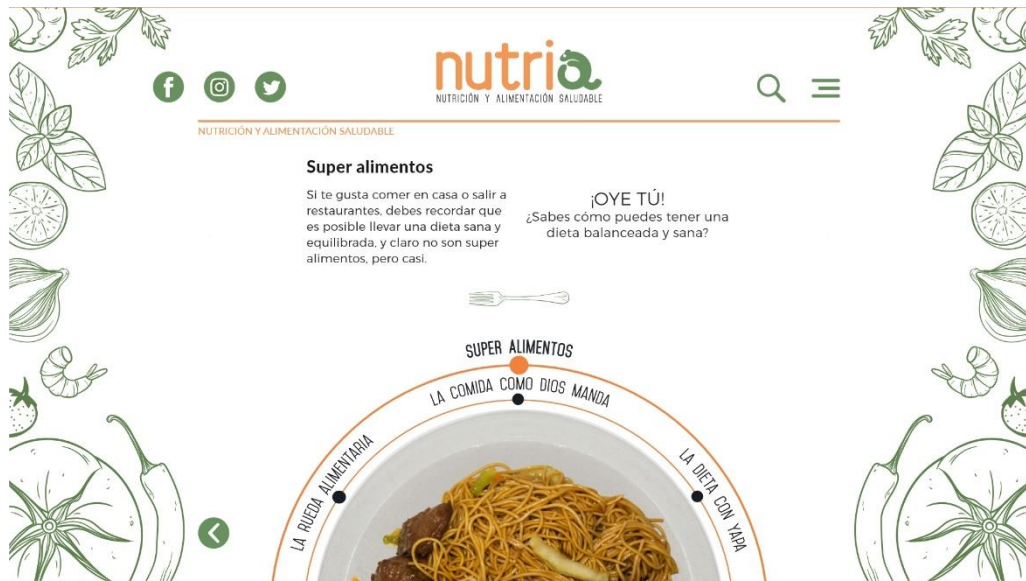 nutria
NUTRICIÓN Y ALIMENTACIÓN SALUDABLE
NUTRICIÓN Y ALIMENTACIÓN SALUDABLE
Super alimentos
Si te gusta comer en casa o salir a
restaurantes, debes recordar que
es posible llevar una dieta sana y
equilibrada, y claro no son super
alimentos, pero casi.
¡OYE TÚ!
¿Sabes cómo puedes tener una
dieta balanceada y sana?
SUPER ALIMENTOS
LA COMIDA COMO DIOS MANDA
LA RUEDA ALIMENTARIA
LA DIETA CON YAPA